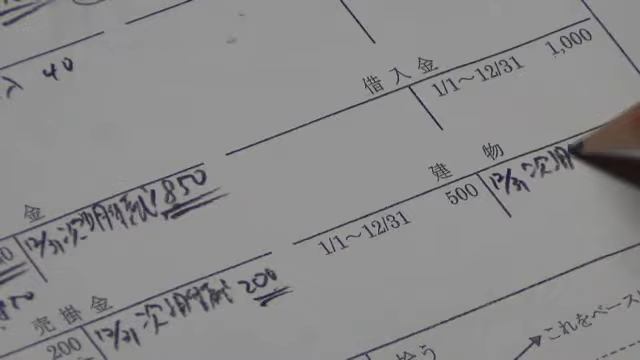 借入金
1/1～12/31 1,000
40
建物
1/1～12/31 500
12/31 次期
金
12/31 次期繰越 850
売掛金
200
12/31 次期繰越 200
これをベース